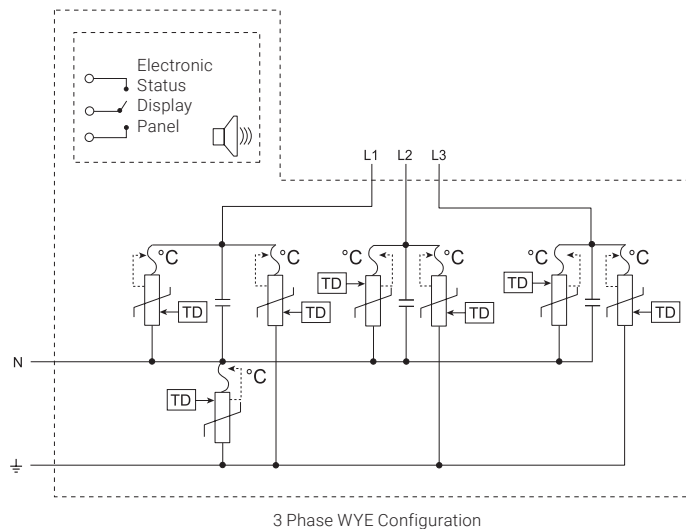 Electronic
Status
Display
Panel
L1 L2 L3
°C °C °C °C °C °C
TD TD
TD TD TD TD
N
°C
TD
3 Phase WYE Configuration